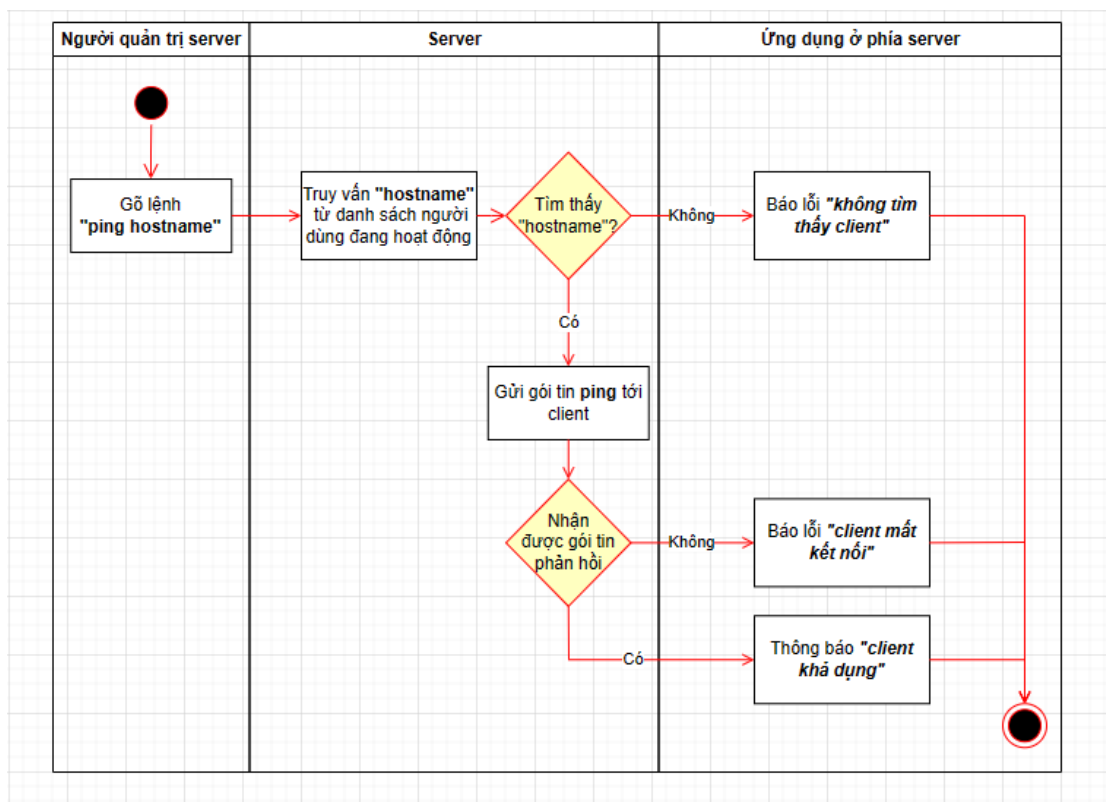 Người quản trị server
Server
Ứng dụng ở phía server
Gõ lệnh
"ping hostname"
Truy vấn "hostname"
từ danh sách người
dùng đang hoạt động
Tìm thấy
"hostname"?
Không
Báo lỗi "không tìm
thấy client"
Có
Gửi gói tin ping tới
client
Nhận
được gói tin
phản hồi
Không
Báo lỗi "client mất
kết nối"
Có
Thông báo "client
khả dụng"